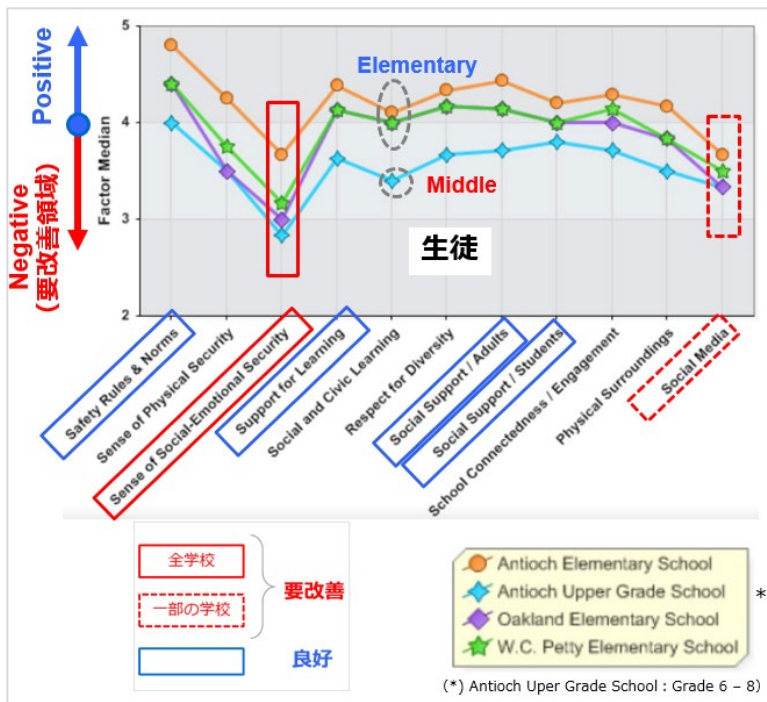 Positive
Negative
(要改善領域)
Factor Median
5
4
3
2
Elementary
Middle
生徒
Safety Rules & Norms
Sense of Physical Security
Sense of Social-Emotional Security
Support for Learning
Social and Civic Learning
Respect for Diversity
Social Support / Adults
Social Support / Students
School Connectedness / Engagement
Physical Surroundings
Social Media
全学校
一部の学校
要改善
良好
Antioch Elementary School
Antioch Upper Grade School
*
Oakland Elementary School
W.C. Petty Elementary School
(*) Antioch Uper Grade School : Grade 6 – 8)